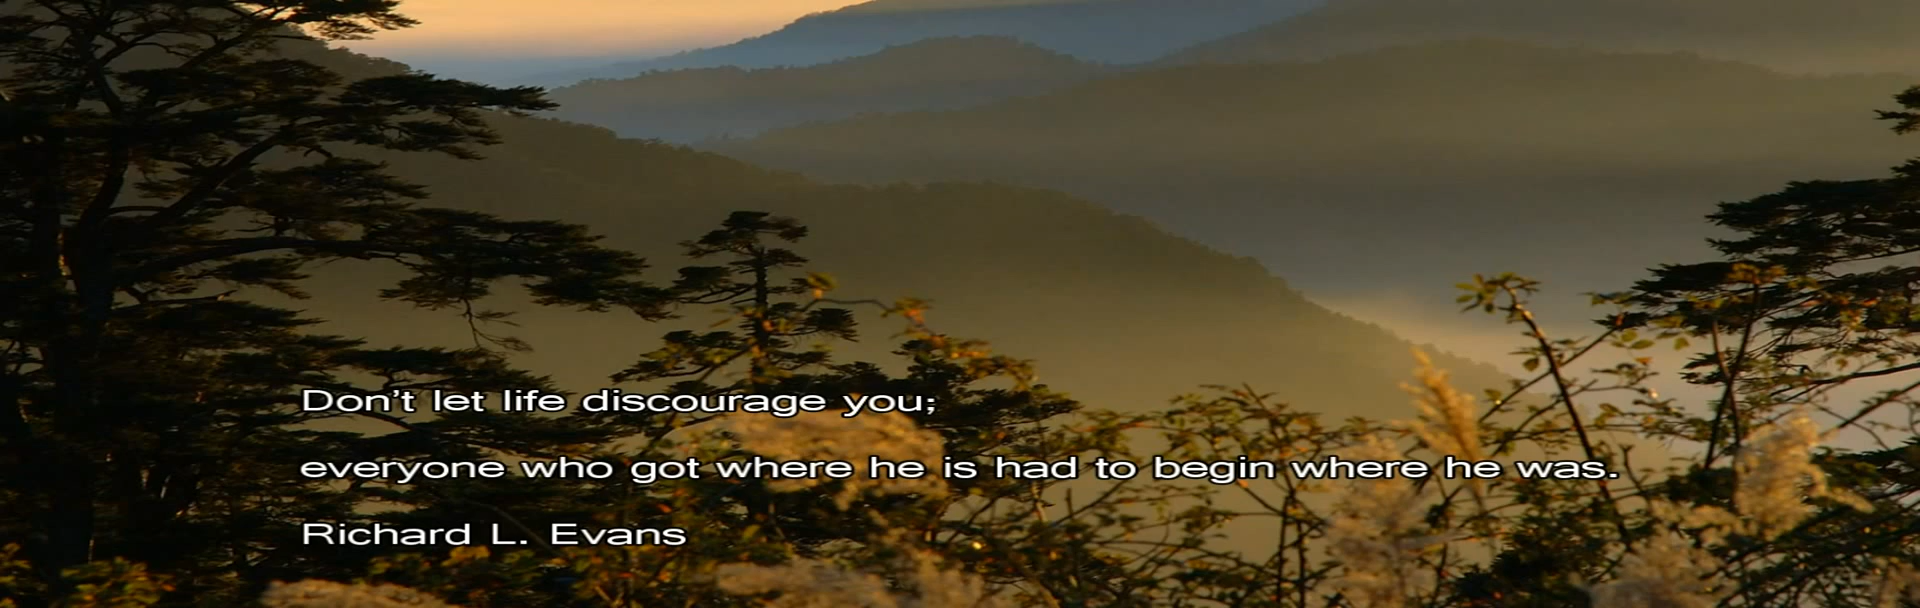 Don't let life discourage you;
everyone who got where he is had to begin where he was.
Richard L. Evans